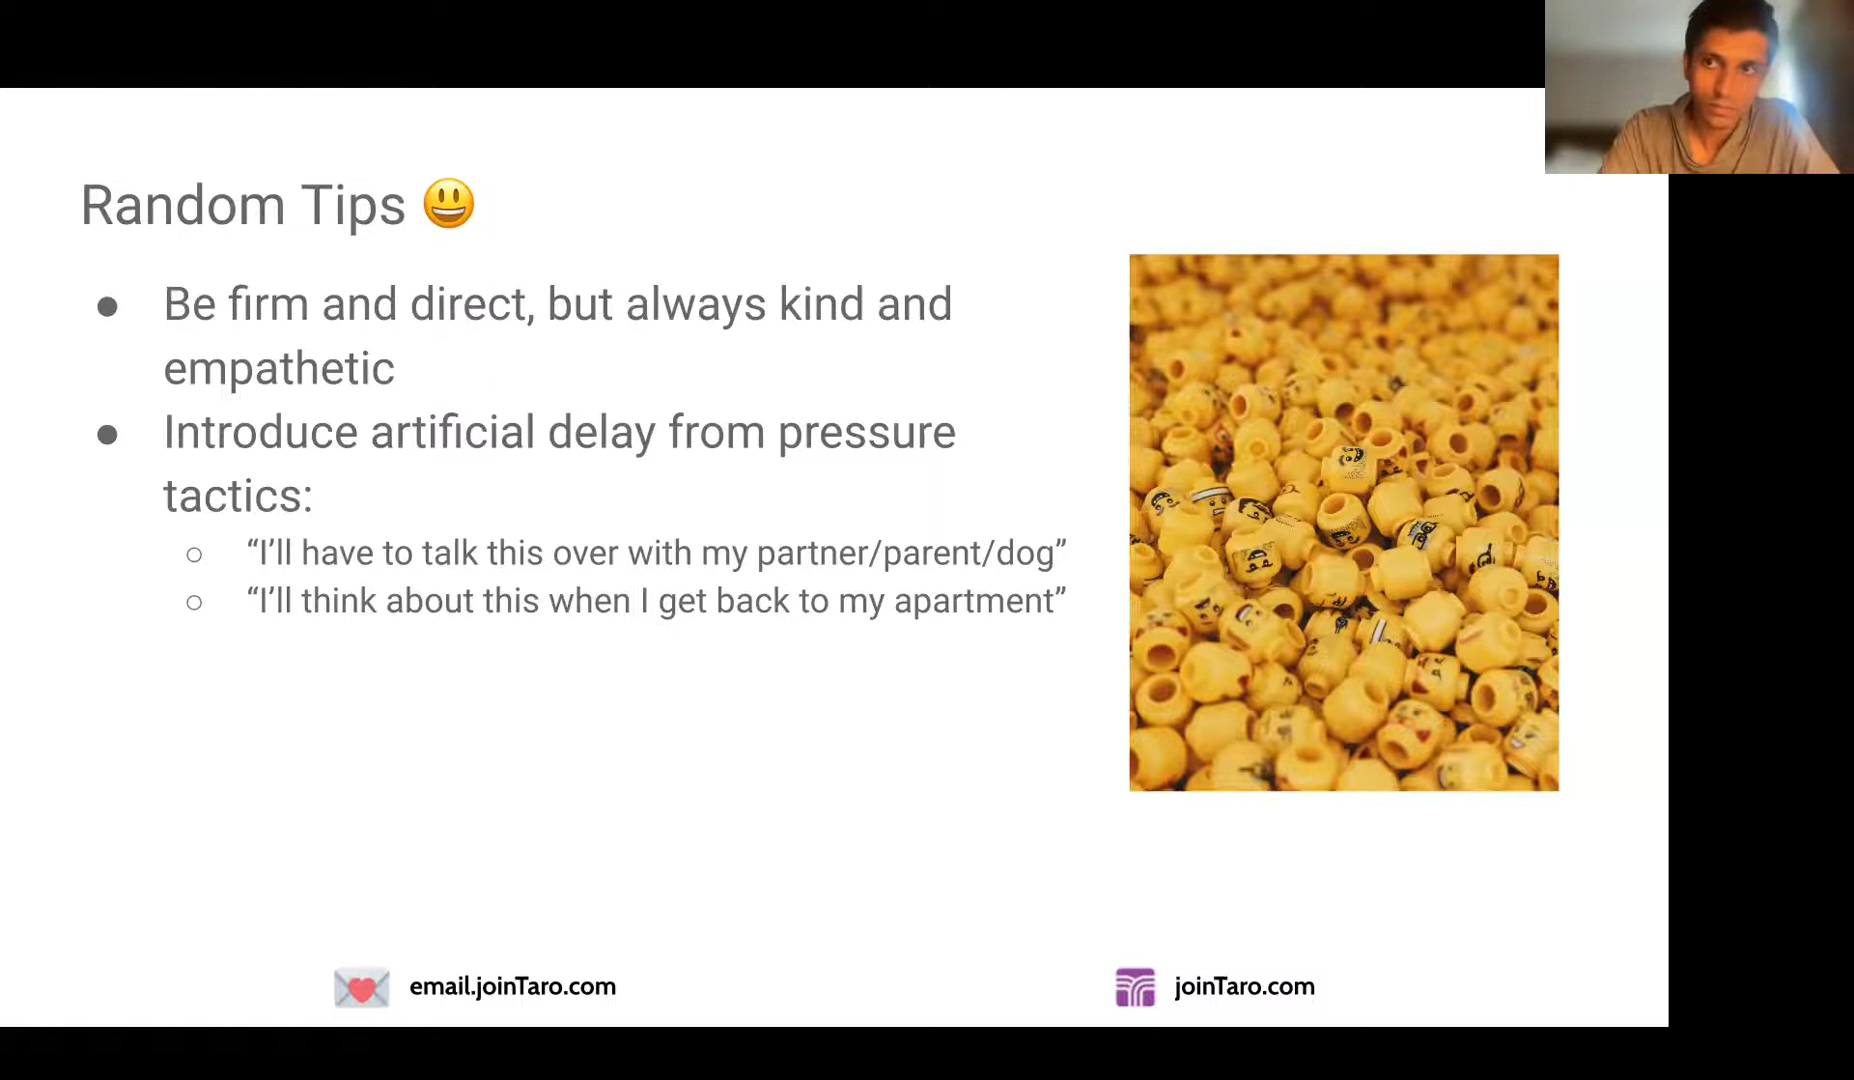 Random Tips 😃
● Be firm and direct, but always kind and
empathetic
● Introduce artificial delay from pressure
tactics:
○ “I’ll have to talk this over with my partner/parent/dog”
○ “I’ll think about this when I get back to my apartment”
email.joinTaro.com
joinTaro.com